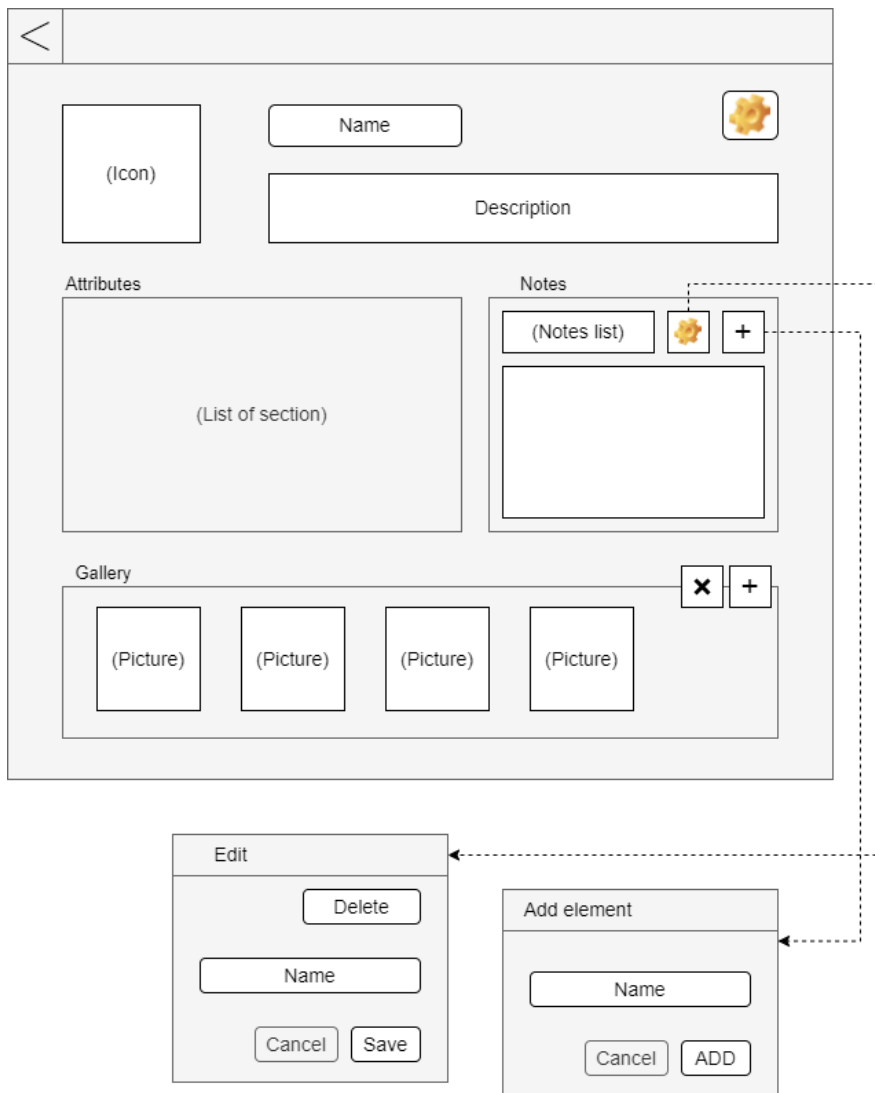 Name
(Icon)
Description
Attributes
Notes
(Notes list)
+
(List of section)
Gallery
×
+
(Picture)
(Picture)
(Picture)
(Picture)
Edit
Delete
Name
Cancel
Save
Add element
Name
Cancel
ADD